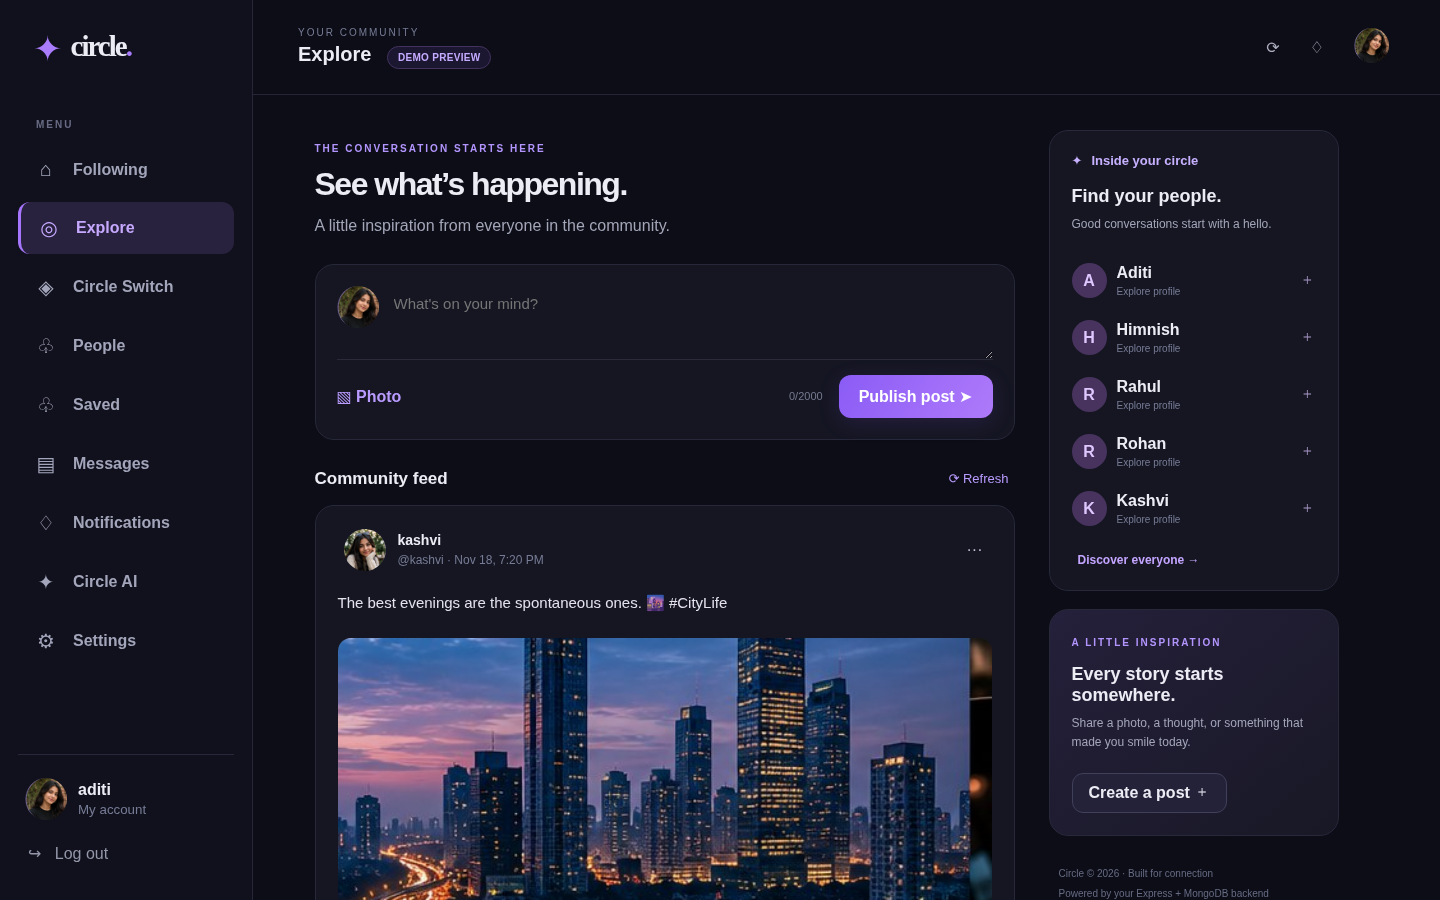 ✦ circle.
MENU
⌂ Following
◎ Explore
◈ Circle Switch
♧ People
♧ Saved
▤ Messages
♢ Notifications
✦ Circle AI
⚙ Settings
aditi
My account
↪ Log out
YOUR COMMUNITY
Explore DEMO PREVIEW
⟳ ♢
THE CONVERSATION STARTS HERE
See what’s happening.
A little inspiration from everyone in the community.
What's on your mind?
▧ Photo 0/2000 Publish post ➤
Community feed ⟳ Refresh
kashvi
@kashvi · Nov 18, 7:20 PM
···
The best evenings are the spontaneous ones. 🌆 #CityLife
✦ Inside your circle
Find your people.
Good conversations start with a hello.
A Aditi +
Explore profile
H Himnish +
Explore profile
R Rahul +
Explore profile
R Rohan +
Explore profile
K Kashvi +
Explore profile
Discover everyone →
A LITTLE INSPIRATION
Every story starts
somewhere.
Share a photo, a thought, or something that
made you smile today.
Create a post +
Circle © 2026 · Built for connection
Powered by your Express + MongoDB backend